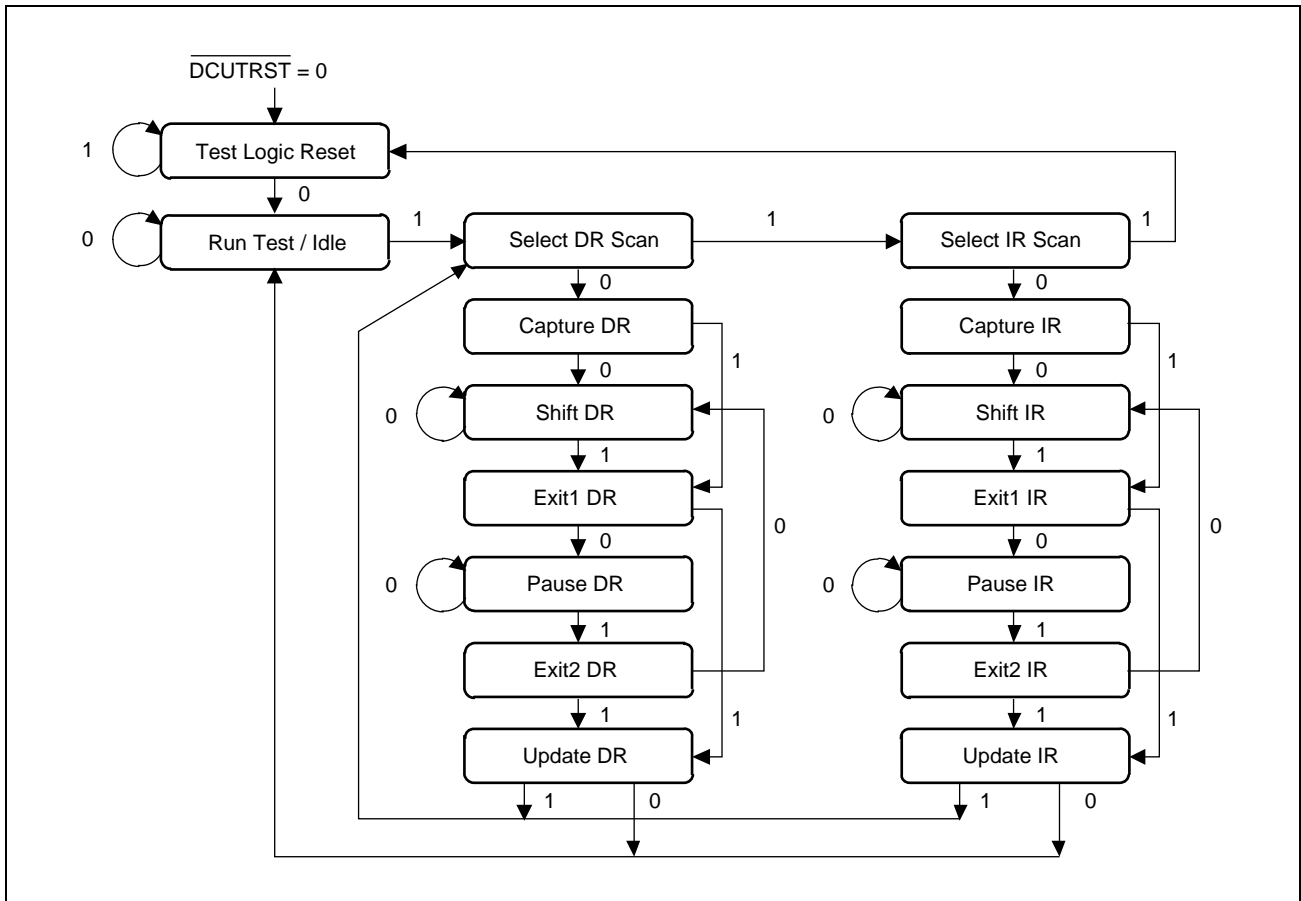 DCUTRST = 0
1
Test Logic Reset
0
0
Run Test / Idle
1
Select DR Scan
1
Select IR Scan
1
0
0
Capture DR
Capture IR
1
1
0
0
0
Shift DR
0
Shift IR
1
1
Exit1 DR
Exit1 IR
0
0
0
0
0
Pause DR
0
Pause IR
1
1
Exit2 DR
Exit2 IR
1
1
1
1
Update DR
Update IR
1
0
1
0